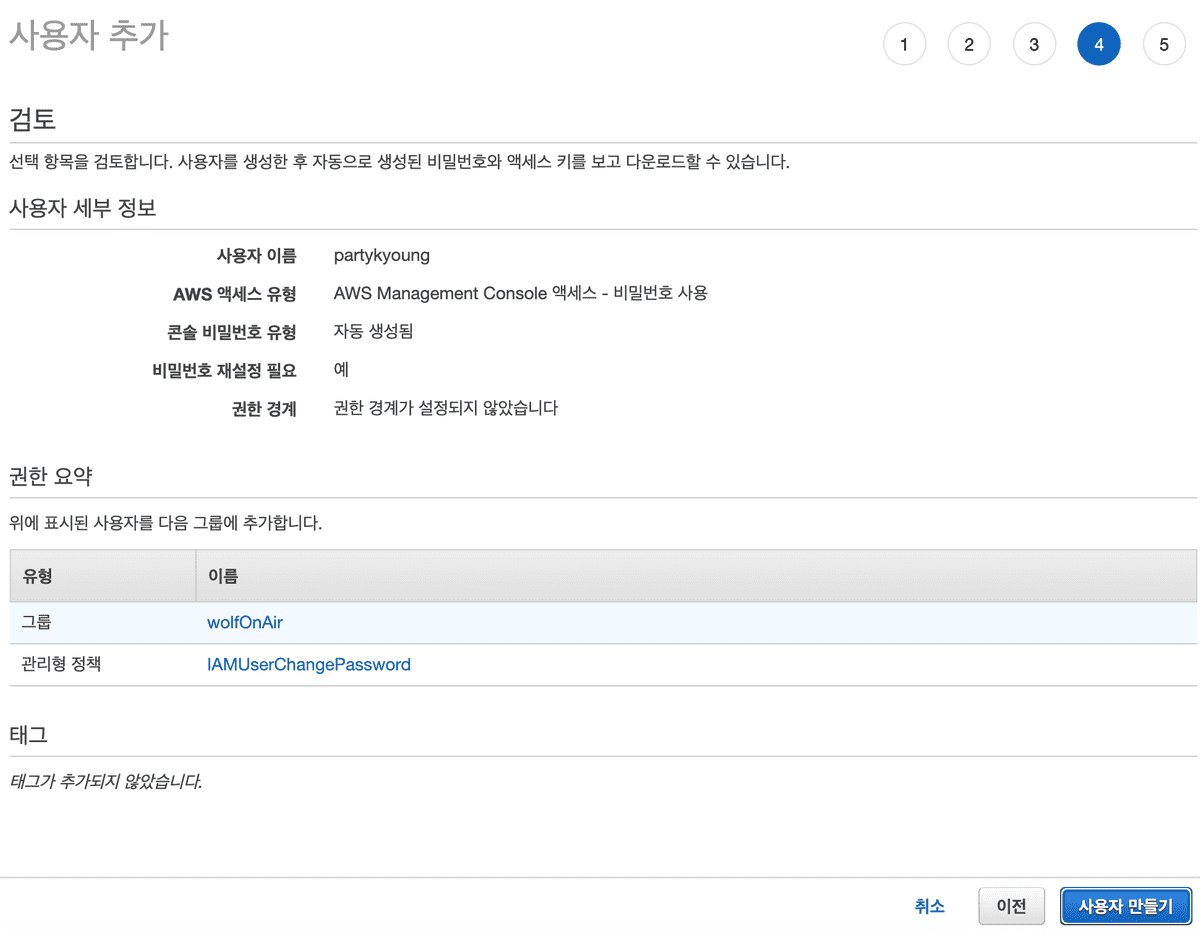 사용자 추가
1 2 3 4 5
검토
선택 항목을 검토합니다. 사용자를 생성한 후 자동으로 생성된 비밀번호와 액세스 키를 보고 다운로드할 수 있습니다.
사용자 세부 정보
사용자 이름 partykyoung
AWS 액세스 유형 AWS Management Console 액세스 - 비밀번호 사용
콘솔 비밀번호 유형 자동 생성됨
비밀번호 재설정 필요 예
권한 경계 권한 경계가 설정되지 않았습니다
권한 요약
위에 표시된 사용자를 다음 그룹에 추가합니다.
유형 이름
그룹 wolfOnAir
관리형 정책 IAMUserChangePassword
태그
태그가 추가되지 않았습니다.
취소 이전 사용자 만들기